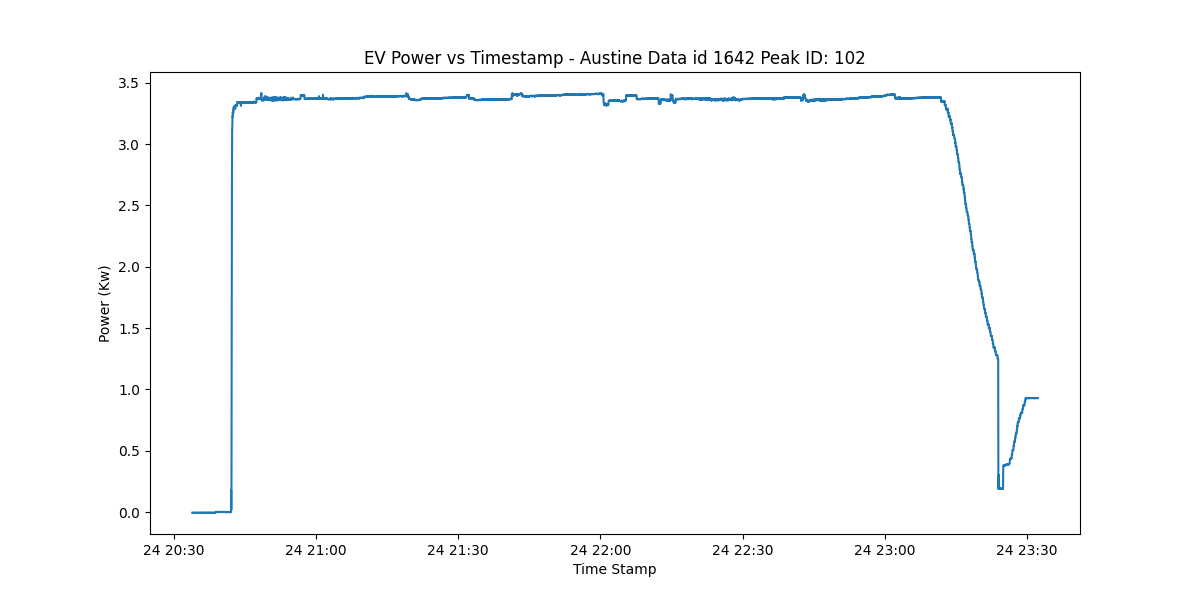 EV Power vs Timestamp - Austine Data id 1642 Peak ID: 102
Power (Kw)
3.5
3.0
2.5
2.0
1.5
1.0
0.5
0.0
24 20:30 24 21:00 24 21:30 24 22:00 24 22:30 24 23:00 24 23:30
Time Stamp